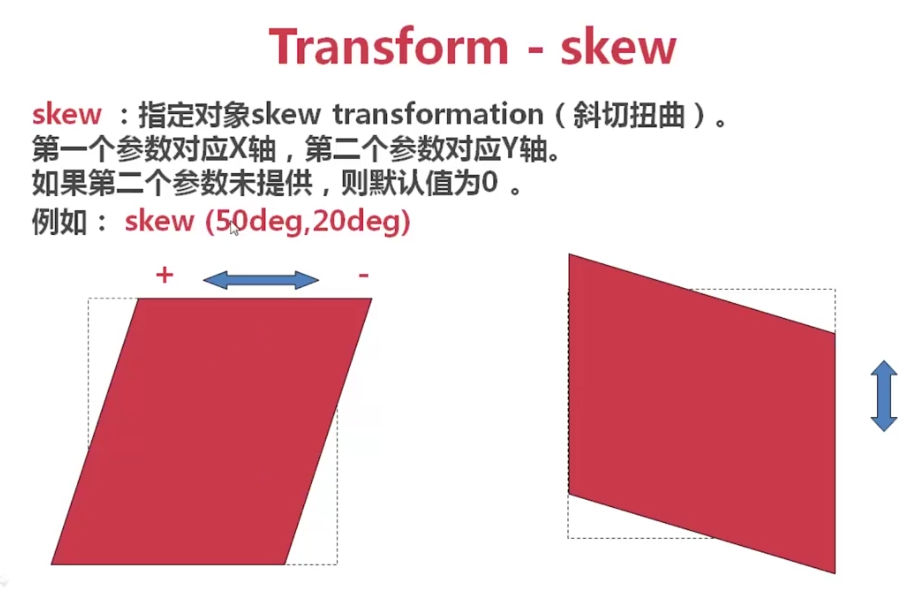 Transform - skew
skew ：指定对象skew transformation（斜切扭曲）。
第一个参数对应X轴，第二个参数对应Y轴。
如果第二个参数未提供，则默认值为0 。
例如： skew (50deg,20deg)
+ -